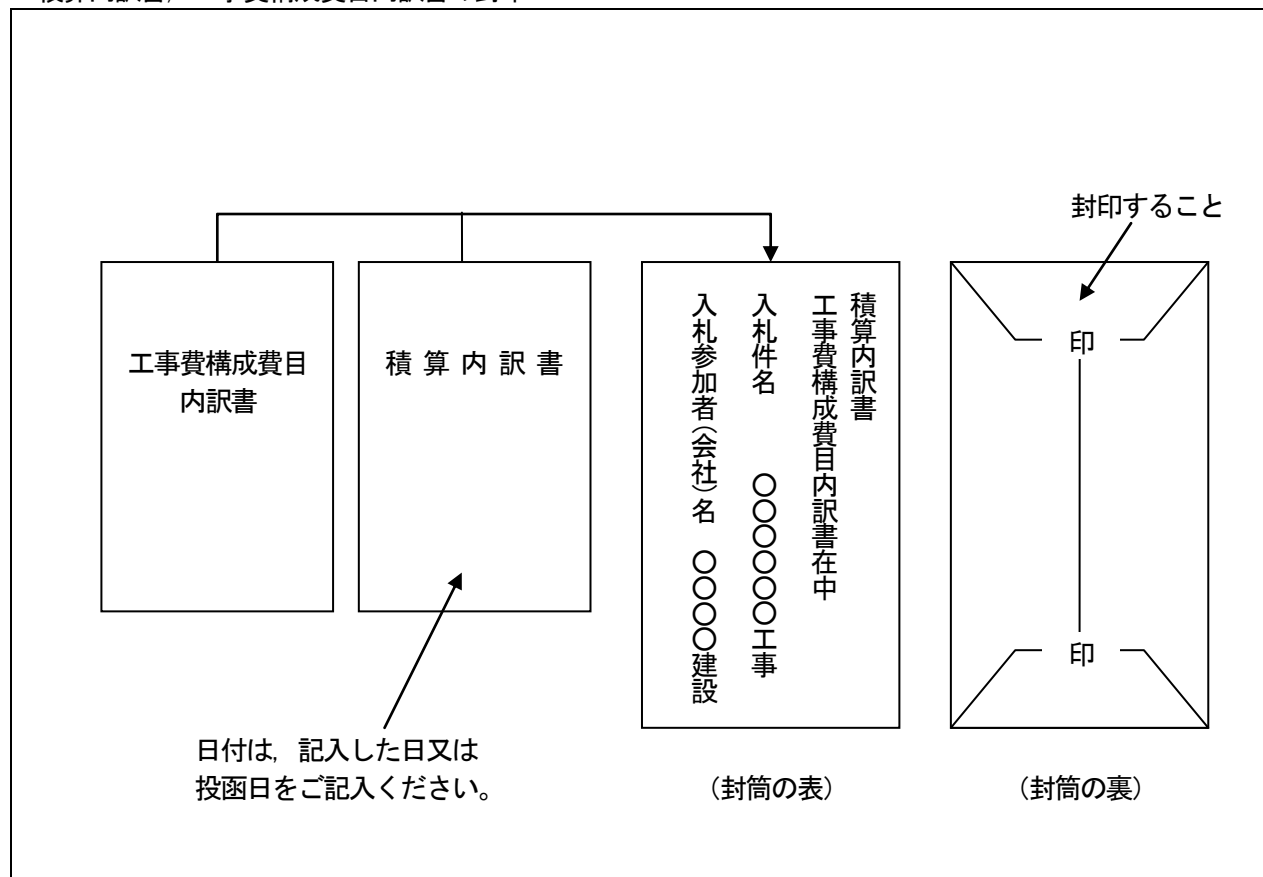 封印すること
工事費構成費目
内訳書
積算内訳書
積算内訳書
工事費構成費目内訳書在中
入札件名 〇〇〇〇〇〇〇工事
入札参加者(会社)名 〇〇〇〇建設
印
印
日付は，記入した日又は
投函日をご記入ください。
(封筒の表)
(封筒の裏)